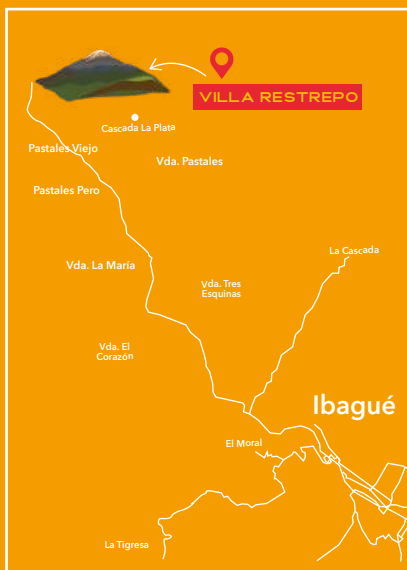 VILLA RESTREPO
Cascada La Plata
Pastales Viejo
Vda. Pastales
Pastales Pero
La Cascada
Vda. La María
Vda. Tres
Esquinas
Vda. El
Corazón
Ibagué
El Moral
La Tigresa